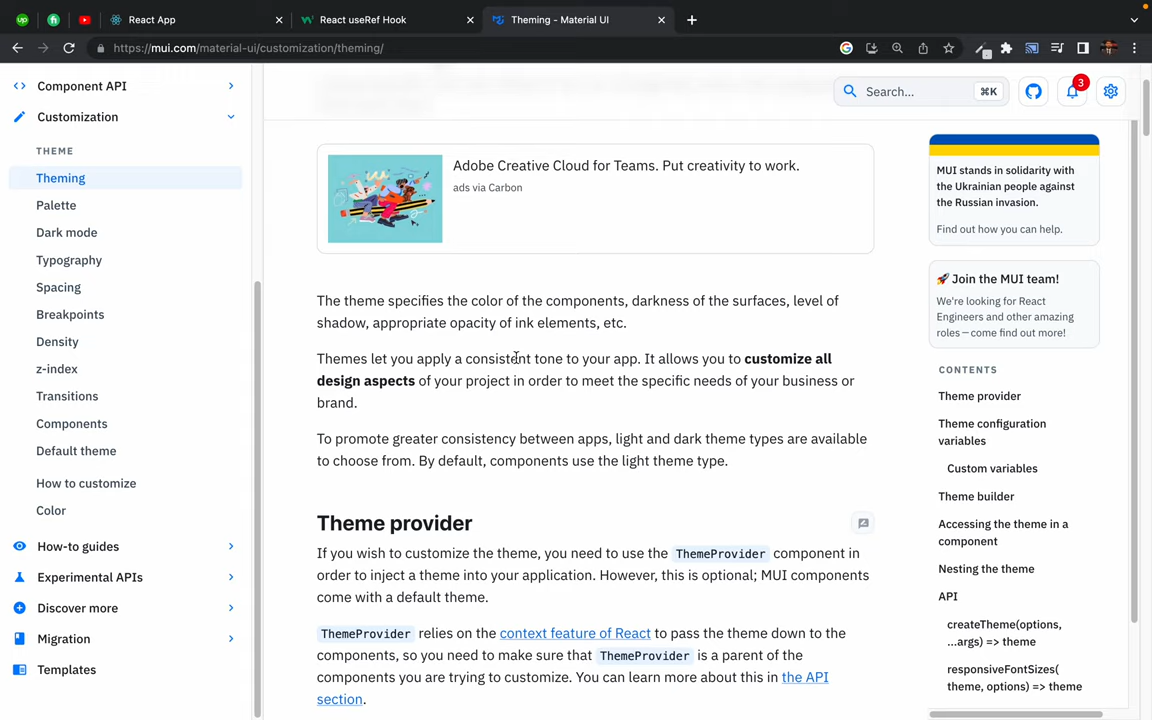 React App
React useRef Hook
Theming - Material UI
https://mui.com/material-ui/customization/theming/
Component API
Customization
THEME
Theming
Palette
Dark mode
Typography
Spacing
Breakpoints
Density
z-index
Transitions
Components
Default theme
How to customize
Color
How-to guides
Experimental APIs
Discover more
Migration
Templates
Search...
⌘K
3
Adobe Creative Cloud for Teams. Put creativity to work.
ads via Carbon
The theme specifies the color of the components, darkness of the surfaces, level of
shadow, appropriate opacity of ink elements, etc.
Themes let you apply a consistent tone to your app. It allows you to customize all
design aspects of your project in order to meet the specific needs of your business or
brand.
To promote greater consistency between apps, light and dark theme types are available
to choose from. By default, components use the light theme type.
Theme provider
If you wish to customize the theme, you need to use the ThemeProvider component in
order to inject a theme into your application. However, this is optional; MUI components
come with a default theme.
ThemeProvider relies on the context feature of React to pass the theme down to the
components, so you need to make sure that ThemeProvider is a parent of the
components you are trying to customize. You can learn more about this in the API
section.
MUI stands in solidarity with
the Ukrainian people against
the Russian invasion.
Find out how you can help.
🚀 Join the MUI team!
We're looking for React
Engineers and other amazing
roles—come find out more!
CONTENTS
Theme provider
Theme configuration
variables
Custom variables
Theme builder
Accessing the theme in a
component
Nesting the theme
API
createTheme(options,
...args) => theme
responsiveFontSizes(
theme, options) => theme